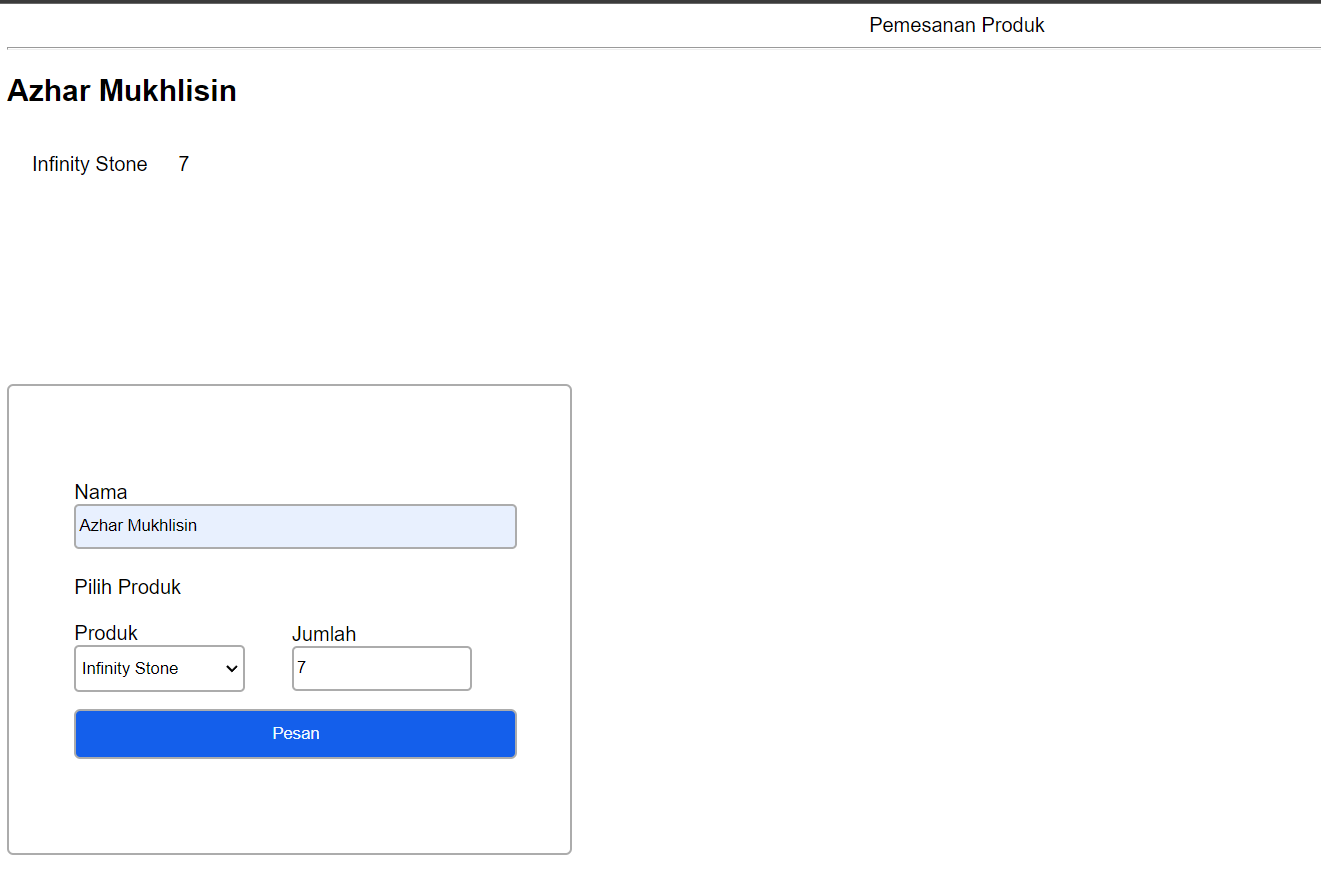 Pemesanan Produk
Azhar Mukhlisin
Infinity Stone 7
Nama
Azhar Mukhlisin
Pilih Produk
Produk Jumlah
Infinity Stone 7
Pesan